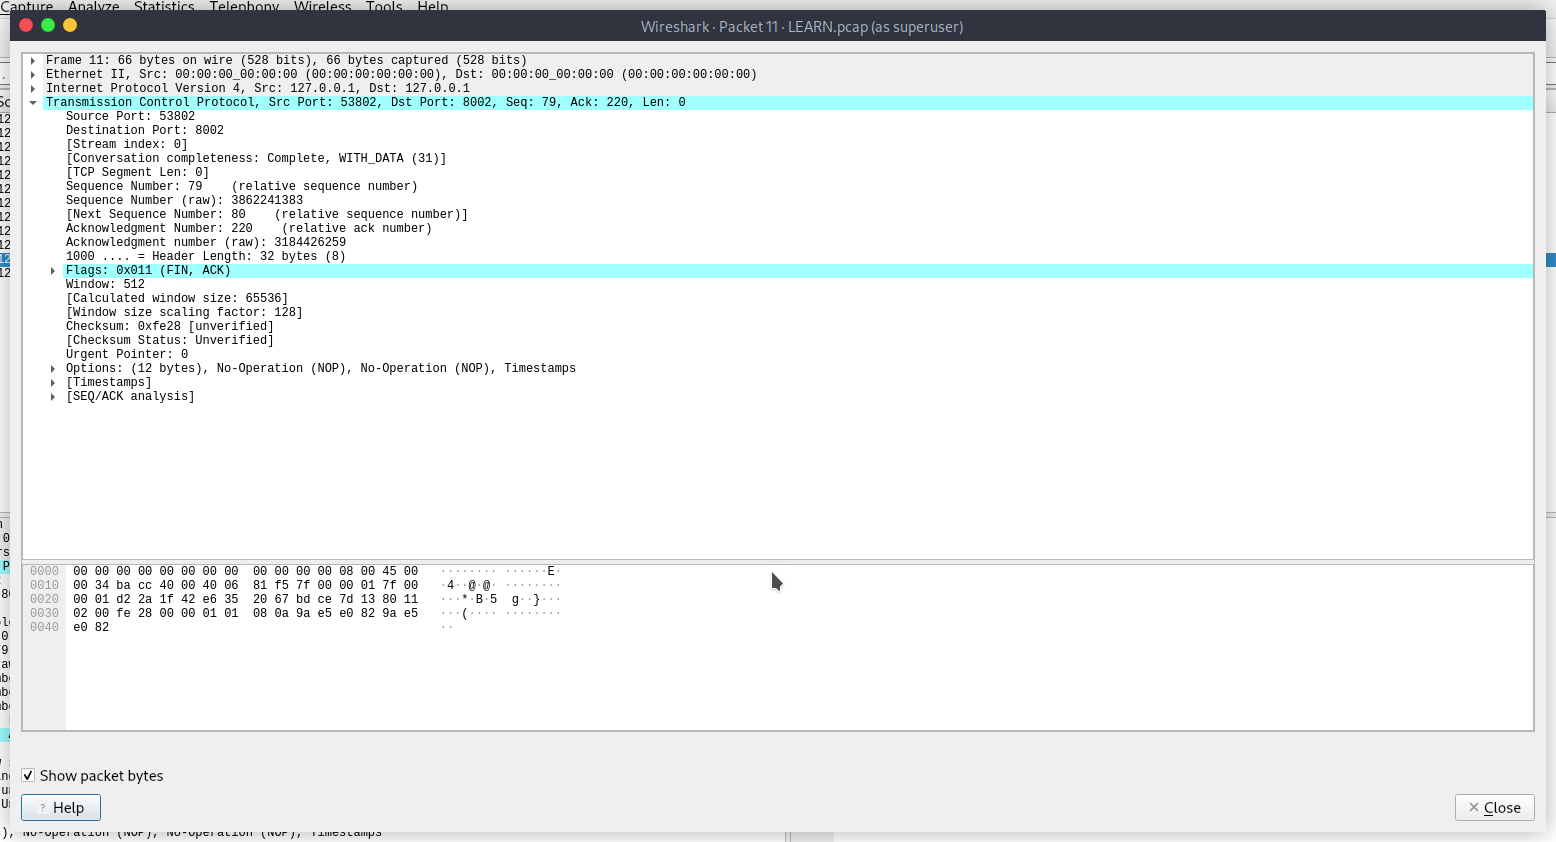 Capture Analyze Statistics Telephony Wireless Tools Help
Wireshark · Packet 11 · LEARN.pcap (as superuser)
Frame 11: 66 bytes on wire (528 bits), 66 bytes captured (528 bits)
Ethernet II, Src: 00:00:00_00:00:00 (00:00:00:00:00:00), Dst: 00:00:00_00:00:00 (00:00:00:00:00:00)
Internet Protocol Version 4, Src: 127.0.0.1, Dst: 127.0.0.1
Transmission Control Protocol, Src Port: 53802, Dst Port: 8002, Seq: 79, Ack: 220, Len: 0
Source Port: 53802
Destination Port: 8002
[Stream index: 0]
[Conversation completeness: Complete, WITH_DATA (31)]
[TCP Segment Len: 0]
Sequence Number: 79    (relative sequence number)
Sequence Number (raw): 3862241383
[Next Sequence Number: 80    (relative sequence number)]
Acknowledgment Number: 220    (relative ack number)
Acknowledgment number (raw): 3184426259
1000 .... = Header Length: 32 bytes (8)
Flags: 0x011 (FIN, ACK)
Window: 512
[Calculated window size: 65536]
[Window size scaling factor: 128]
Checksum: 0xfe28 [unverified]
[Checksum Status: Unverified]
Urgent Pointer: 0
Options: (12 bytes), No-Operation (NOP), No-Operation (NOP), Timestamps
[Timestamps]
[SEQ/ACK analysis]
0000 00 00 00 00 00 00 00 00  00 00 00 00 08 00 45 00 ········ ······E·
0010 00 34 ba cc 40 00 40 06  81 f5 7f 00 00 01 7f 00 ·4··@·@· ········
0020 00 01 d2 2a 1f 42 e6 35  20 67 bd ce 7d 13 80 11 ···*·B·5  g··}···
0030 02 00 fe 28 00 00 01 01  08 0a 9a e5 e0 82 9a e5 ···(···· ········
0040 e0 82 ··
Show packet bytes
? Help
Close
), No-Operation (NOP), No-Operation (NOP), Timestamps